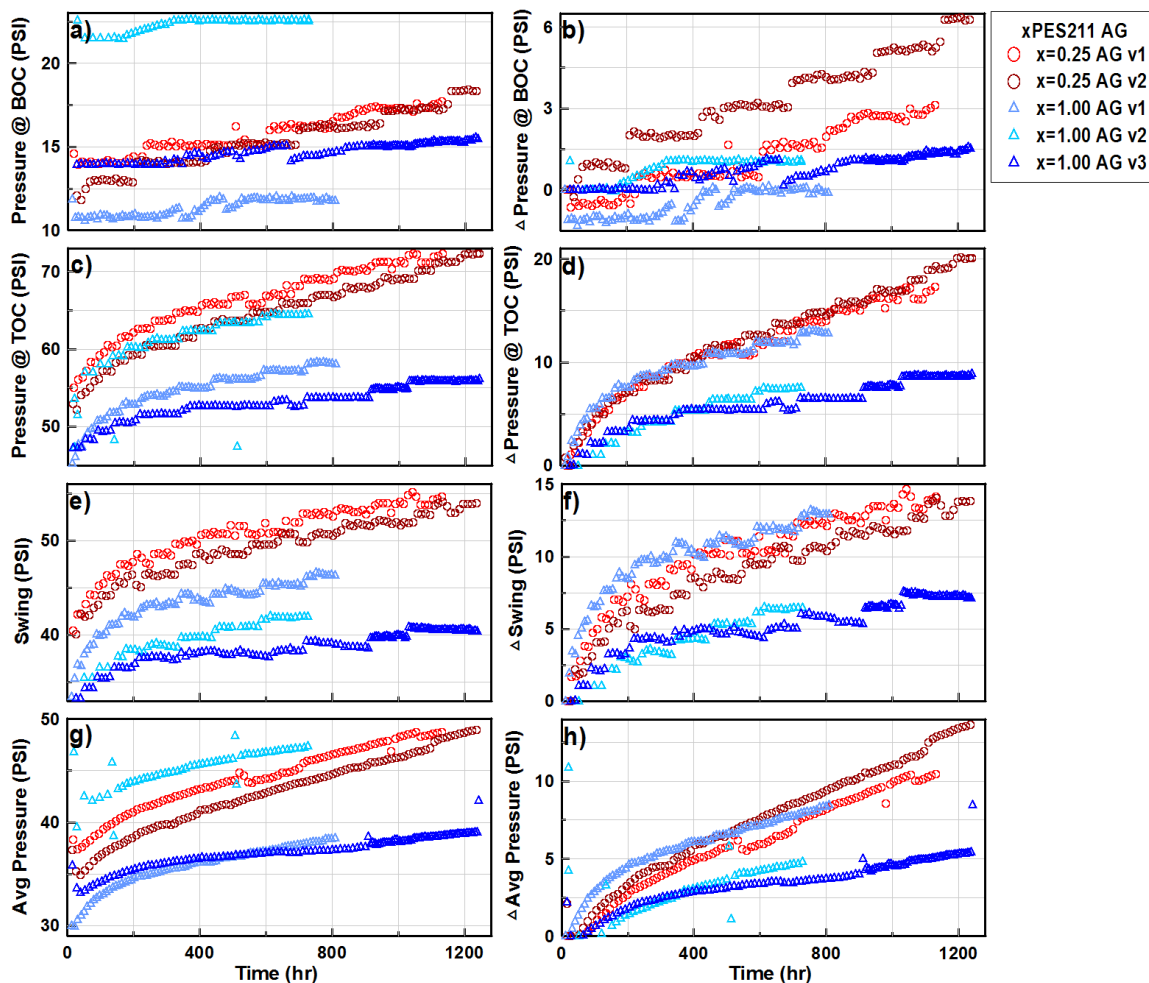 a)
Pressure @ BOC (PSI)
22
19
15
10
b)
Δ Pressure @ BOC (PSI)
6
3
0
xPES211 AG
x=0.25 AG v1
x=0.25 AG v2
x=1.00 AG v1
x=1.00 AG v2
x=1.00 AG v3
c)
Pressure @ TOC (PSI)
70
60
50
d)
Δ Pressure @ TOC (PSI)
20
10
0
e)
Swing (PSI)
50
40
f)
Δ Swing (PSI)
15
10
5
0
g)
Avg Pressure (PSI)
50
40
30
0 400 800 1200
Time (hr)
h)
Δ Avg Pressure (PSI)
10
5
0
0 400 800 1200
Time (hr)